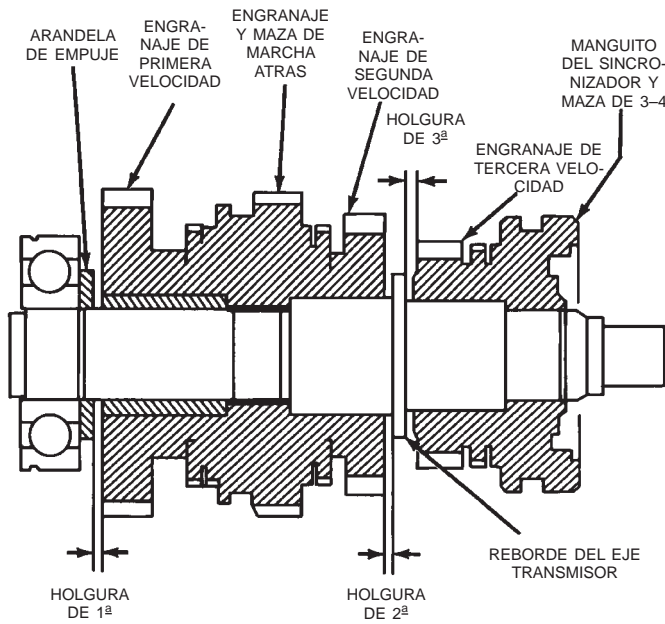 ARANDELA
DE EMPUJE
ENGRA-
NAJE DE
PRIMERA
VELOCIDAD
ENGRANAJE
Y MAZA DE
MARCHA
ATRAS
ENGRA-
NAJE DE
SEGUNDA
VELOCIDAD
MANGUITO
DEL SINCRO-
NIZADOR Y
MAZA DE 3–4
HOLGURA
DE 3ª
ENGRANAJE DE
TERCERA VELO-
CIDAD
HOLGURA
DE 1ª
HOLGURA
DE 2ª
REBORDE DEL EJE
TRANSMISOR